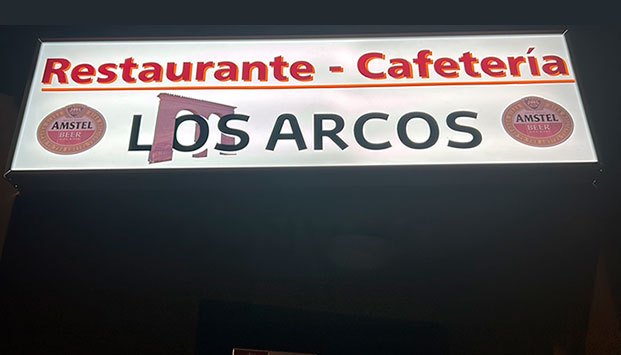 Restaurante - Cafetería
AMSTEL
BEER
LOS ARCOS
AMSTEL
BEER